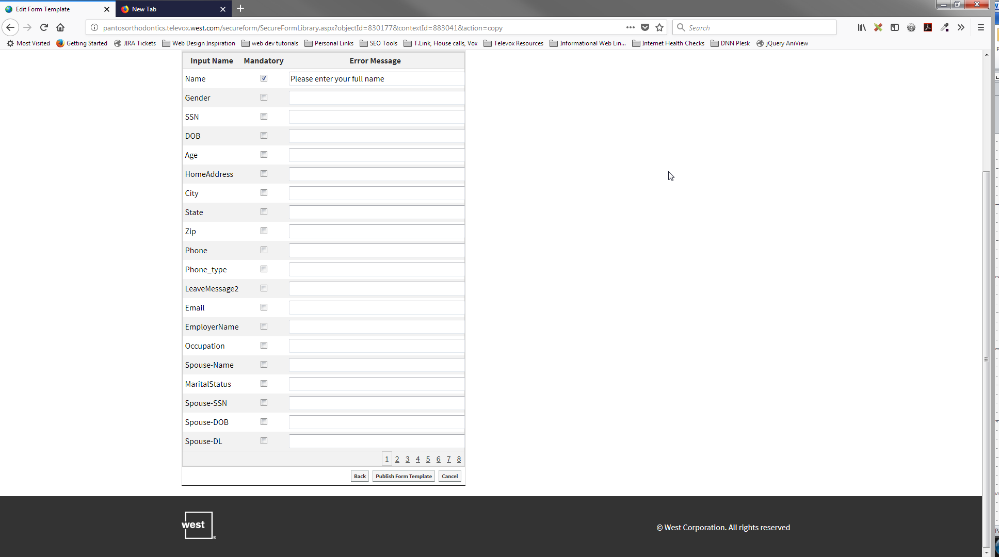 Edit Form Template
New Tab
pantosorthodontics.televox.west.com/secureform/SecureFormLibrary.aspx?objectId=830177&contextId=883041&action=copy
Search
Most Visited
Getting Started
JIRA Tickets
Web Design Inspiration
web dev tutorials
Personal Links
SEO Tools
T.Link, House calls, Vox
Televox Resources
Informational Web Lin...
Internet Health Checks
DNN Plesk
jQuery AniView
Input Name Mandatory Error Message
Name Please enter your full name
Gender
SSN
DOB
Age
HomeAddress
City
State
Zip
Phone
Phone_type
LeaveMessage2
Email
EmployerName
Occupation
Spouse-Name
MaritalStatus
Spouse-SSN
Spouse-DOB
Spouse-DL
1 2 3 4 5 6 7 8
Back Publish Form Template Cancel
west®
© West Corporation. All rights reserved